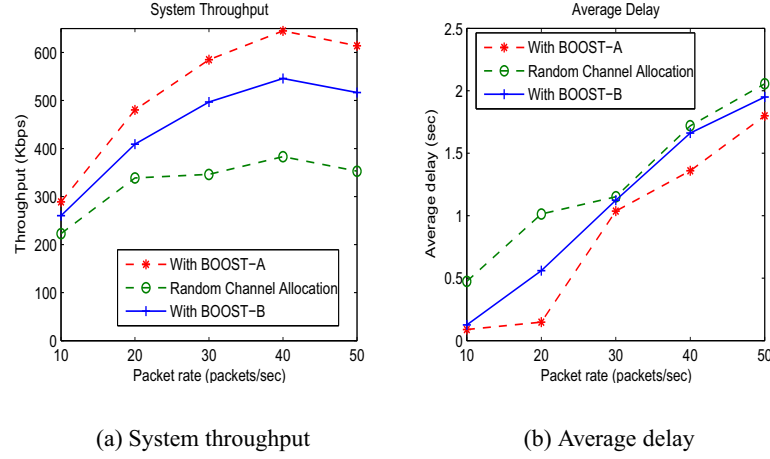 System Throughput
Throughput (Kbps)
600
500
400
300
200
100
0
10 20 30 40 50
Packet rate (packets/sec)
With BOOST−A
Random Channel Allocation
With BOOST−B
(a) System throughput
Average Delay
Average delay (sec)
2.5
2
1.5
1
0.5
0
10 20 30 40 50
Packet rate (packets/sec)
With BOOST−A
Random Channel Allocation
With BOOST−B
(b) Average delay